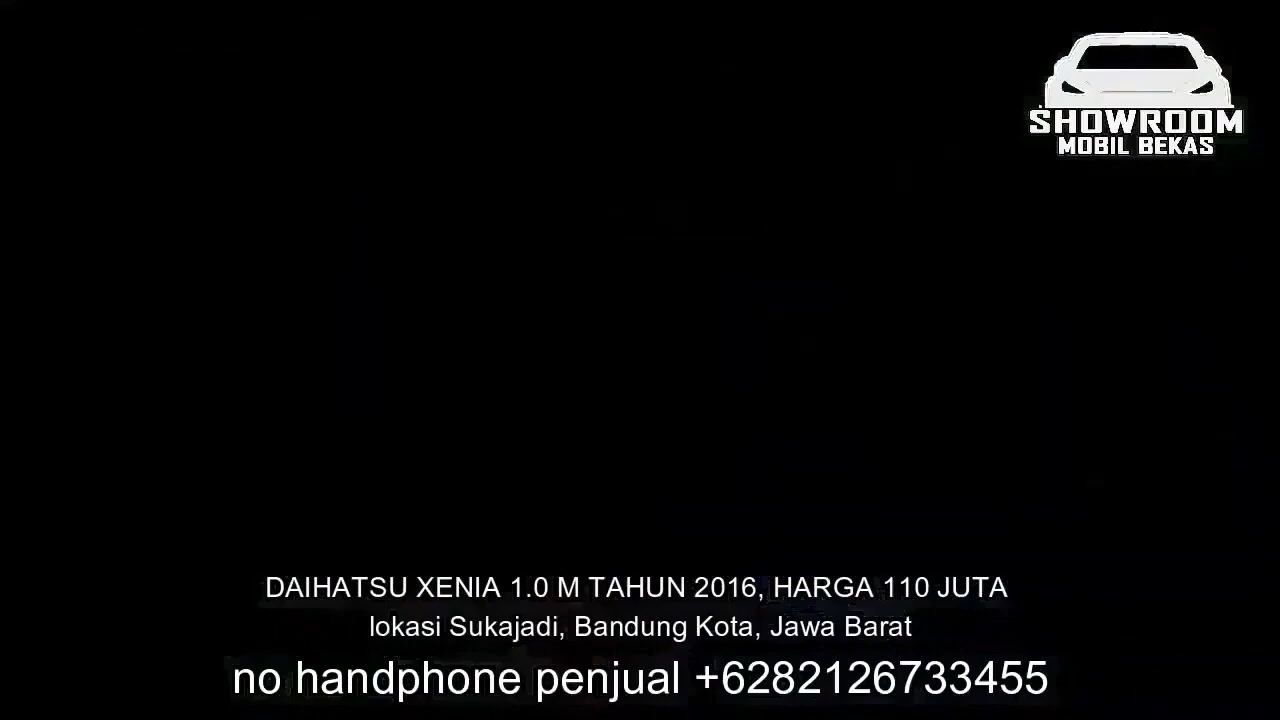 SHOWROOM
MOBIL BEKAS
DAIHATSU XENIA 1.0 M TAHUN 2016, HARGA 110 JUTA
lokasi Sukajadi, Bandung Kota, Jawa Barat
no handphone penjual +6282126733455